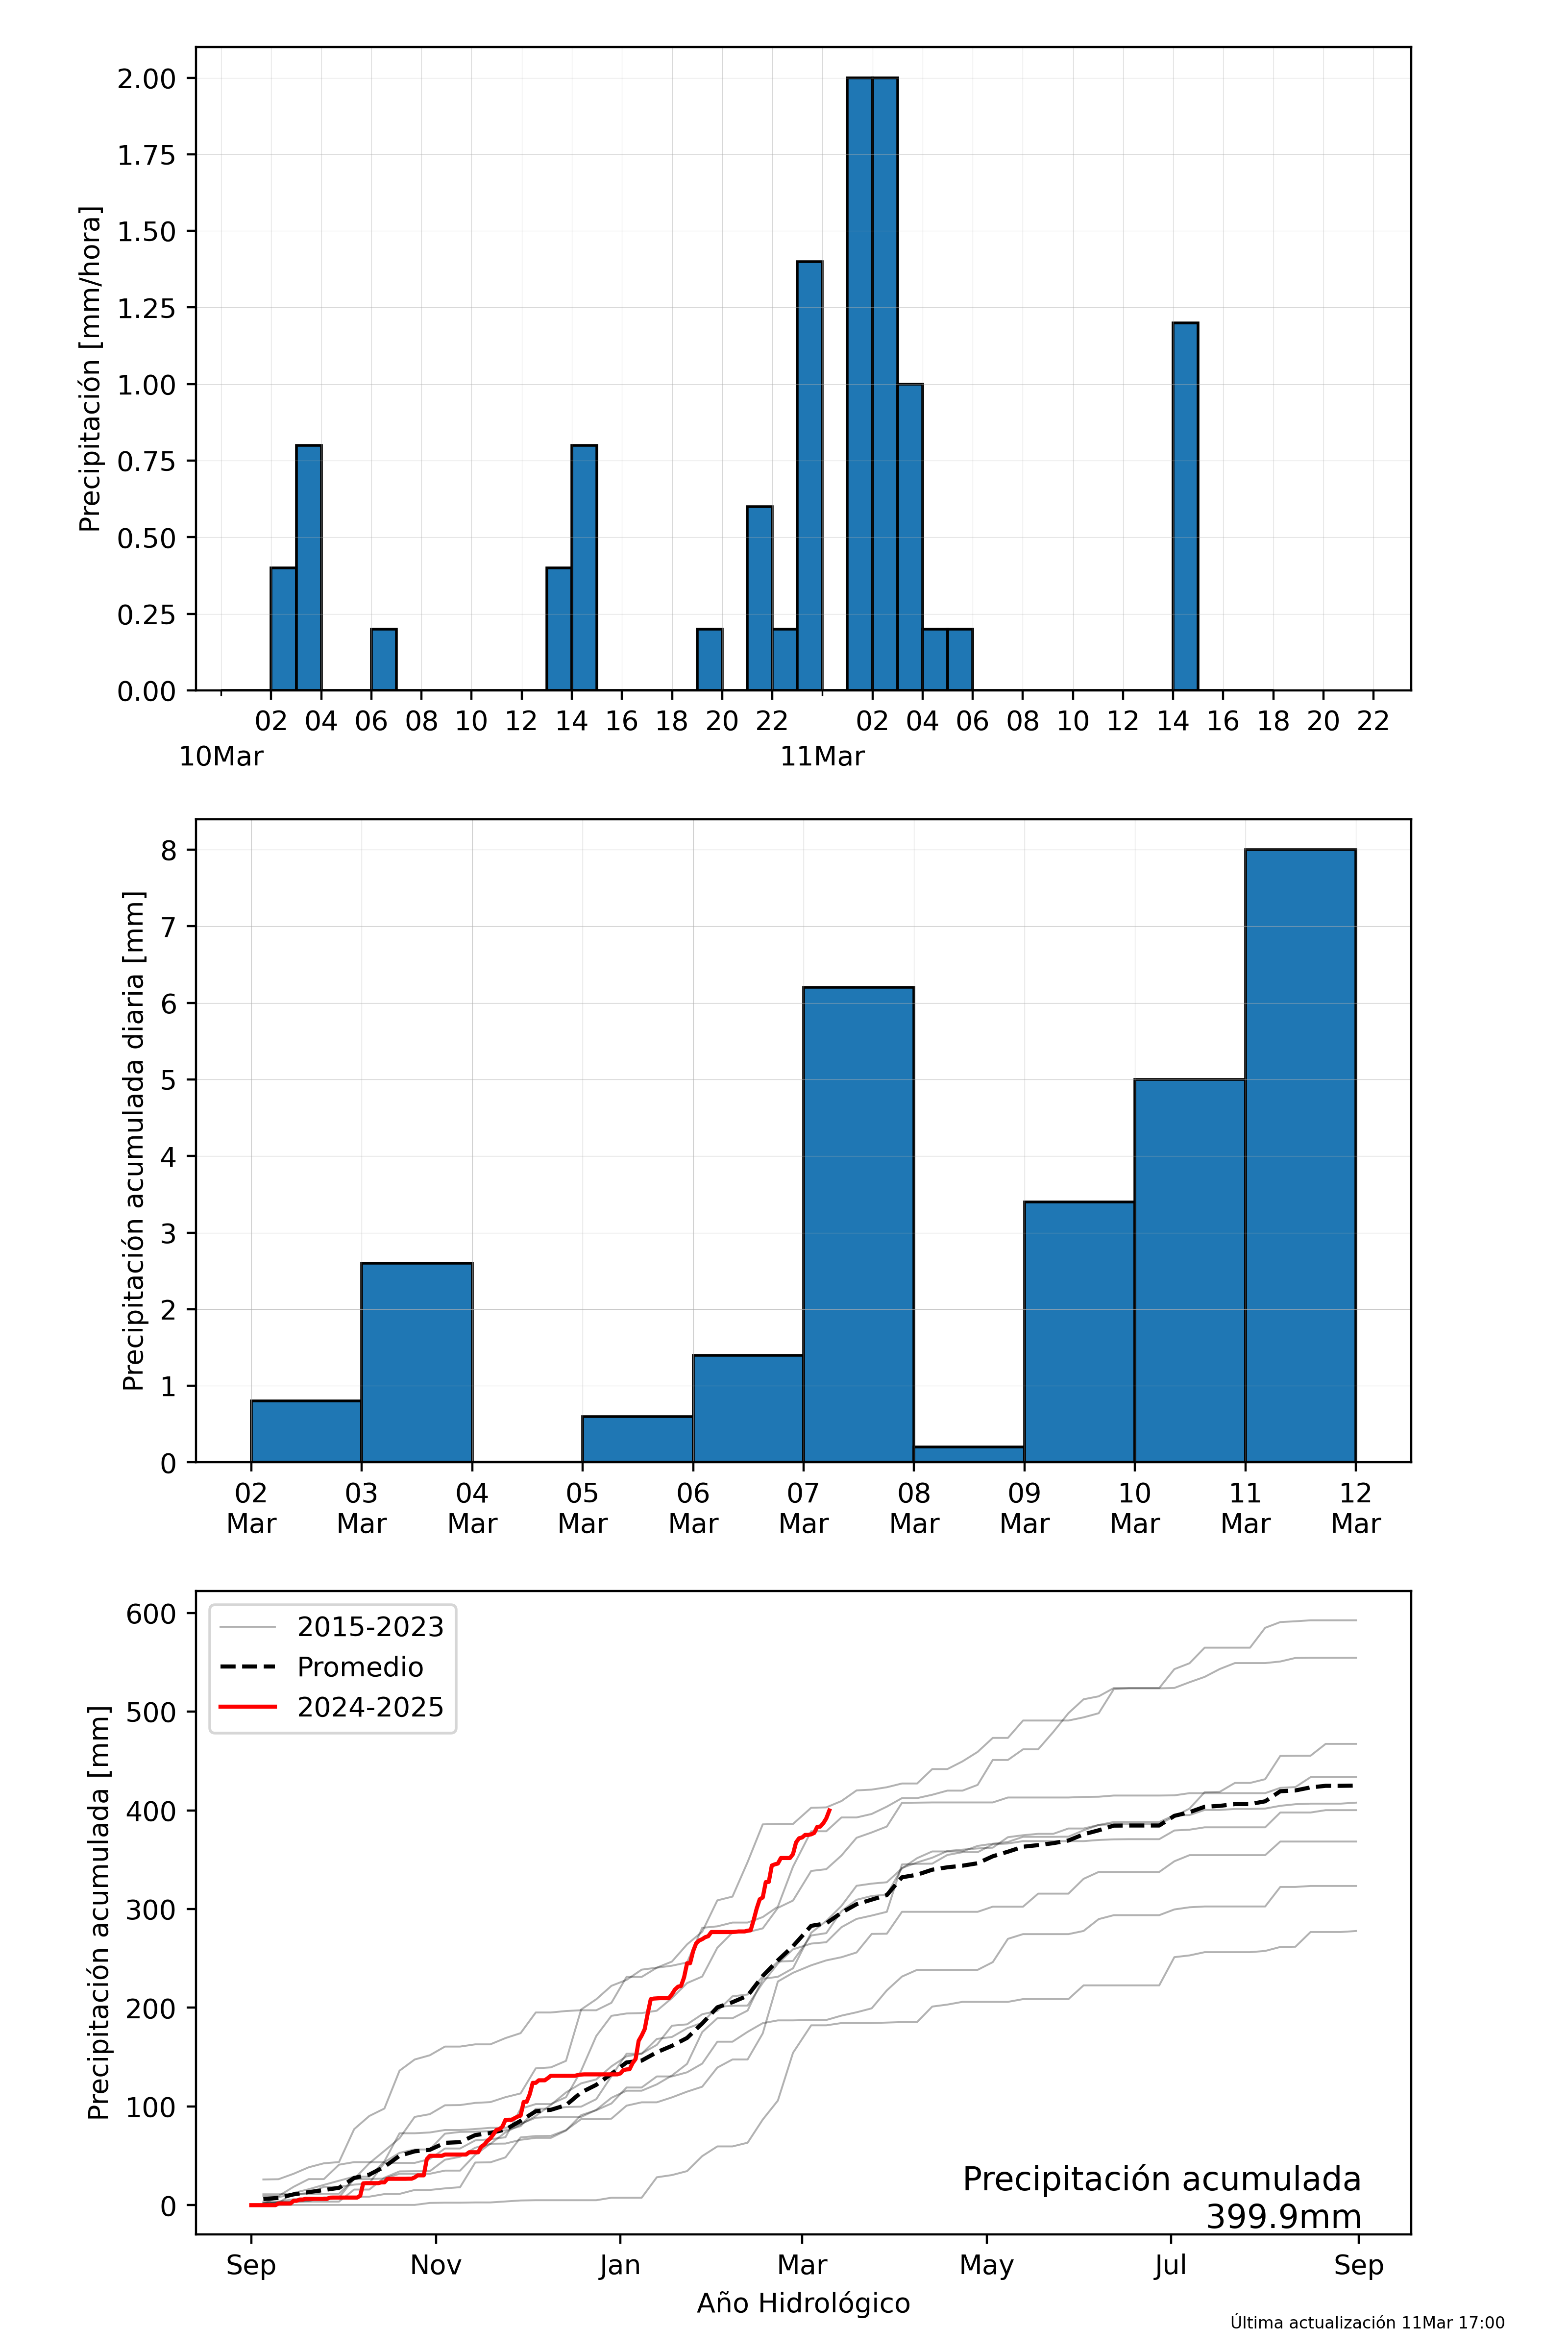 Precipitación [mm/hora]
2.00
1.75
1.50
1.25
1.00
0.75
0.50
0.25
0.00
02 04 06 08 10 12 14 16 18 20 22 02 04 06 08 10 12 14 16 18 20 22
10Mar 11Mar
Precipitación acumulada diaria [mm]
8
7
6
5
4
3
2
1
0
02 03 04 05 06 07 08 09 10 11 12
Mar Mar Mar Mar Mar Mar Mar Mar Mar Mar Mar
Precipitación acumulada [mm]
600
500
400
300
200
100
0
2015-2023
Promedio
2024-2025
Precipitación acumulada
399.9mm
Sep Nov Jan Mar May Jul Sep
Año Hidrológico
Última actualización 11Mar 17:00